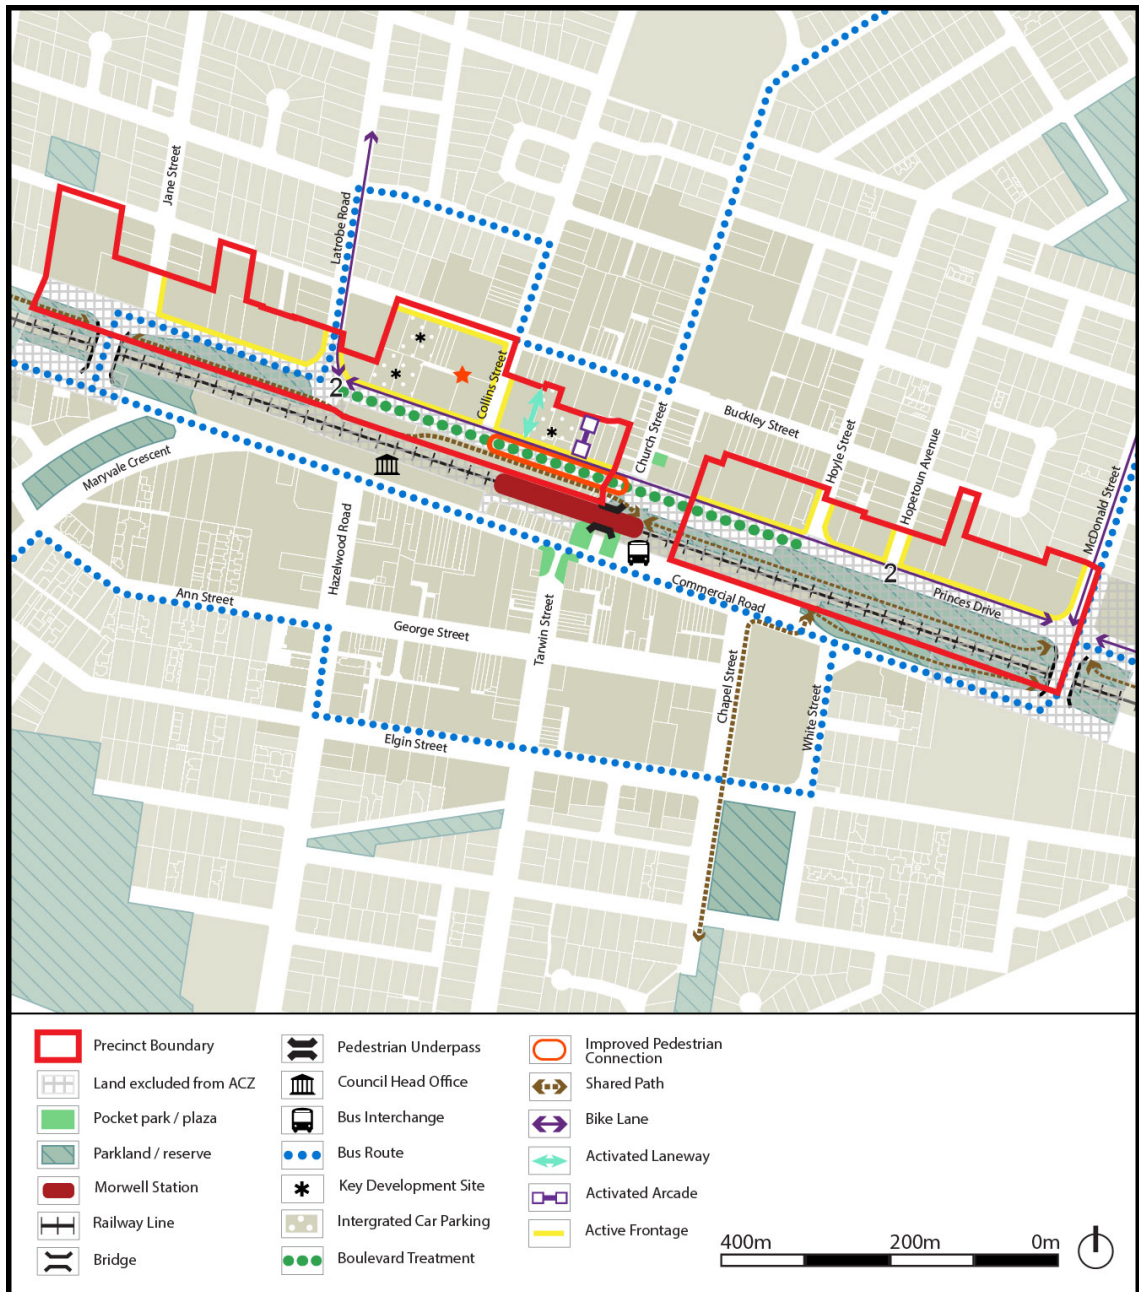 Jane Street
Latrobe Road
Collins Street
2
Church Street
Buckley Street
Hoyle Street
Hopetoun Avenue
McDonald Street
2
Princes Drive
Maryvale Crescent
Hazelwood Road
Commercial Road
Ann Street
George Street
Tarwin Street
Chapel Street
White Street
Elgin Street
Precinct Boundary
Land excluded from ACZ
Pocket park / plaza
Parkland / reserve
Morwell Station
Railway Line
Bridge
Pedestrian Underpass
Council Head Office
Bus Interchange
Bus Route
Key Development Site
Intergrated Car Parking
Boulevard Treatment
Improved Pedestrian
Connection
Shared Path
Bike Lane
Activated Laneway
Activated Arcade
Active Frontage
400m 200m 0m